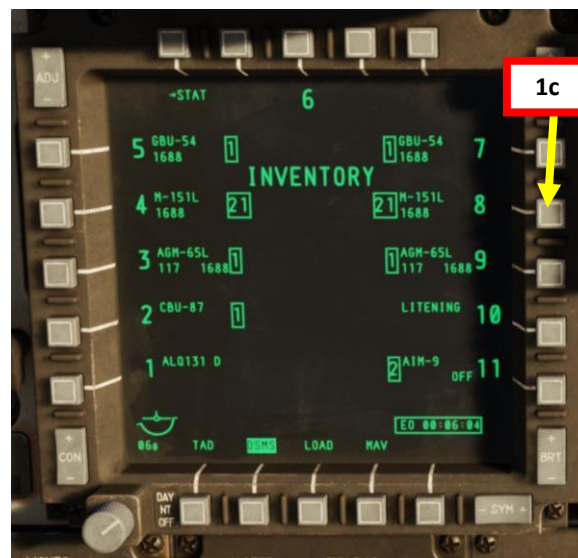 1c
ADJ
→STAT 6
5 GBU-54 1 1 GBU-54 7
1688 1688
INVENTORY
4 M-151L 21 21 M-151L 8
1688 1688
3 AGM-65L 1 1 AGM-65L 9
117 1688 117 1688
2 CBU-87 1 LITENING 10
1 ALQ131 D 2 AIM-9 OFF 11
EO 00:06:04
TAD DSMS LOAD MAV
CON BRT
DAY
NT
OFF
- SYM +